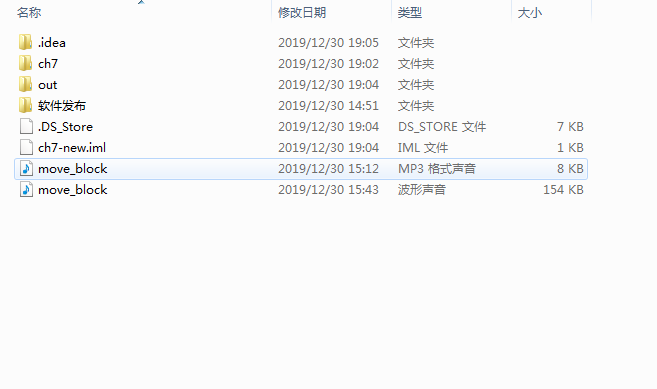 名称 修改日期 类型 大小
.idea 2019/12/30 19:05 文件夹
ch7 2019/12/30 19:02 文件夹
out 2019/12/30 19:04 文件夹
软件发布 2019/12/30 14:51 文件夹
.DS_Store 2019/12/30 19:04 DS_STORE 文件 7 KB
ch7-new.iml 2019/12/30 19:04 IML 文件 1 KB
move_block 2019/12/30 15:12 MP3 格式声音 8 KB
move_block 2019/12/30 15:43 波形声音 154 KB